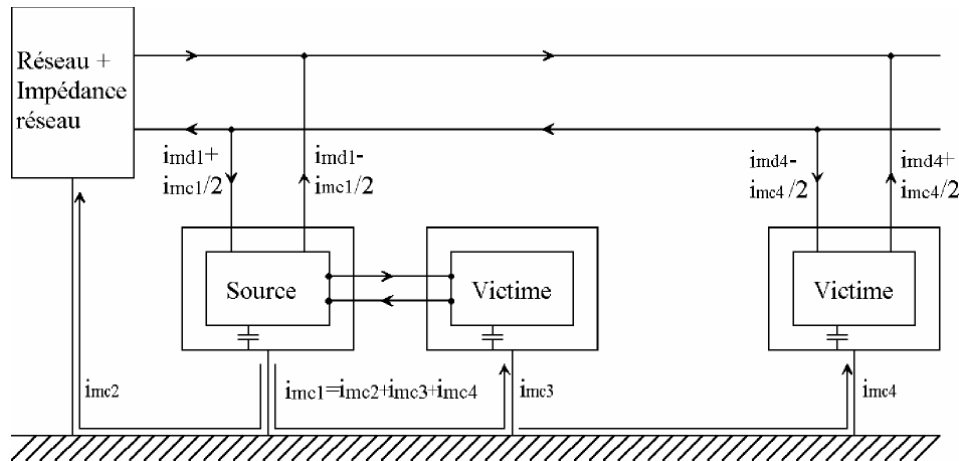 Réseau +
Impédance
réseau
imd1+
imc1/2
imd1-
imc1/2
imd4-
imc4/2
imd4+
imc4/2
Source
Victime
Victime
imc2
imc1=imc2+imc3+imc4
imc3
imc4